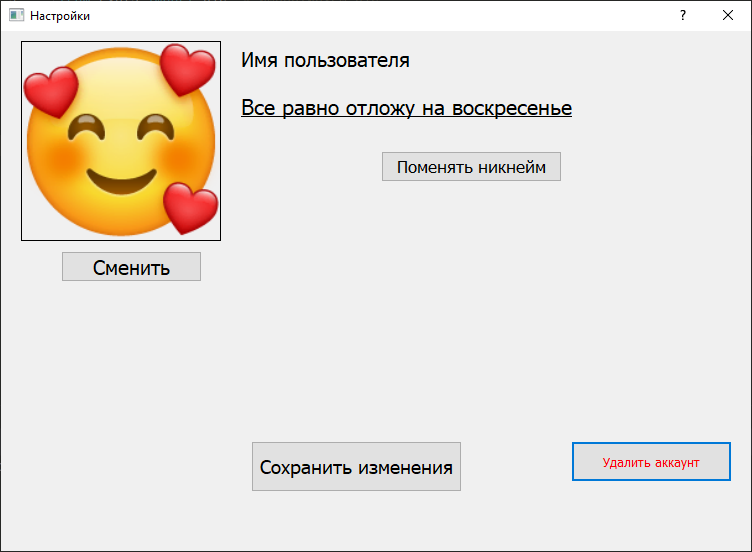 Настройки
?
Имя пользователя
Все равно отложу на воскресенье
Поменять никнейм
Сменить
Сохранить изменения
Удалить аккаунт